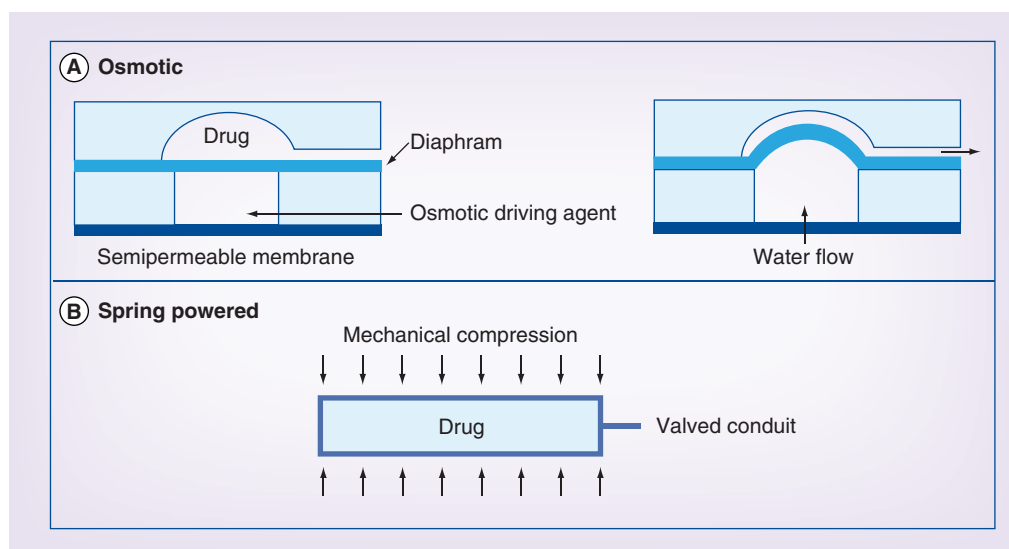 A Osmotic
Drug
Diaphram
Osmotic driving agent
Semipermeable membrane
Water flow
B Spring powered
Mechanical compression
Drug
Valved conduit